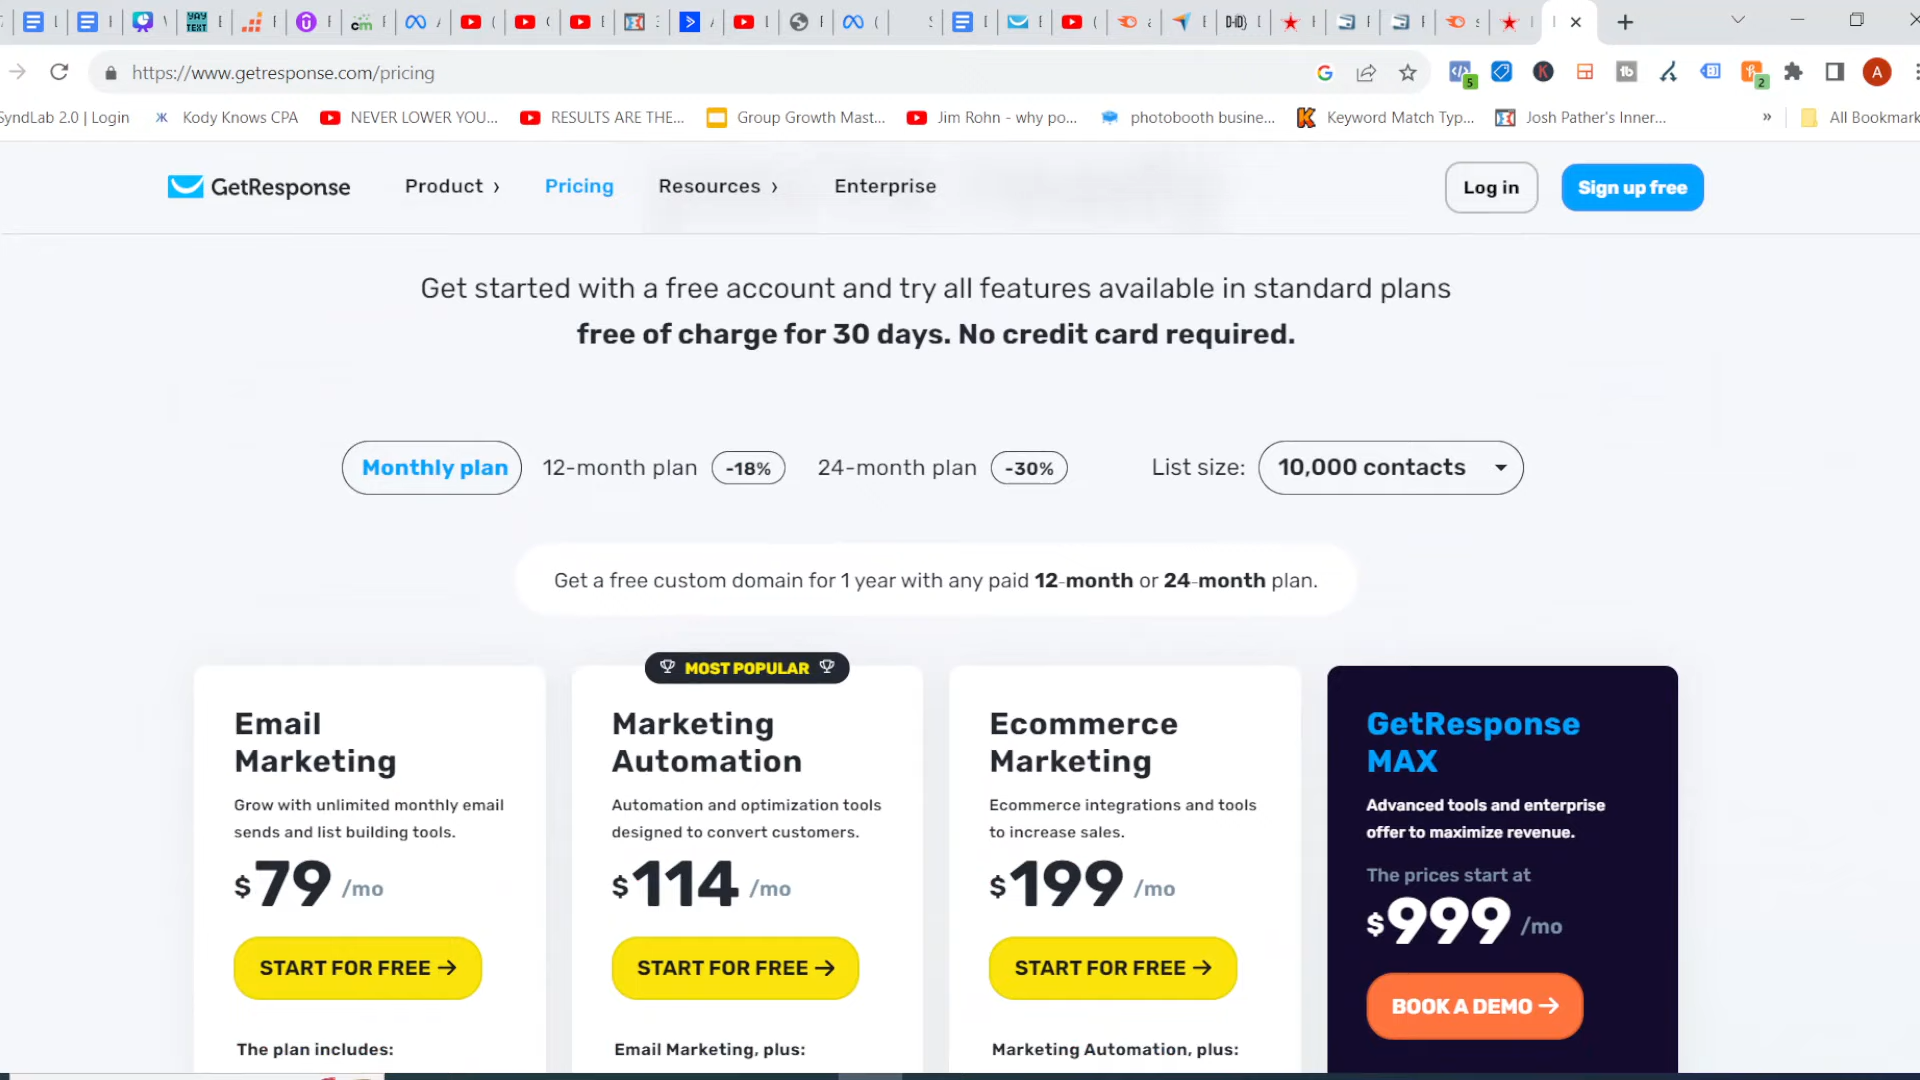 https://www.getresponse.com/pricing
SyndLab 2.0 | Login
Kody Knows CPA
NEVER LOWER YOU...
RESULTS ARE THE...
Group Growth Mast...
Jim Rohn - why po...
photobooth busine...
Keyword Match Typ...
Josh Pather's Inner...
»
All Bookmark
GetResponse
Product ›
Pricing
Resources ›
Enterprise
Log in
Sign up free
Get started with a free account and try all features available in standard plans
free of charge for 30 days. No credit card required.
Monthly plan
12-month plan -18%
24-month plan -30%
List size: 10,000 contacts
Get a free custom domain for 1 year with any paid 12-month or 24-month plan.
Email
Marketing
Grow with unlimited monthly email
sends and list building tools.
$79 /mo
START FOR FREE →
The plan includes:
MOST POPULAR
Marketing
Automation
Automation and optimization tools
designed to convert customers.
$114 /mo
START FOR FREE →
Email Marketing, plus:
Ecommerce
Marketing
Ecommerce integrations and tools
to increase sales.
$199 /mo
START FOR FREE →
Marketing Automation, plus:
GetResponse
MAX
Advanced tools and enterprise
offer to maximize revenue.
The prices start at
$999 /mo
BOOK A DEMO →